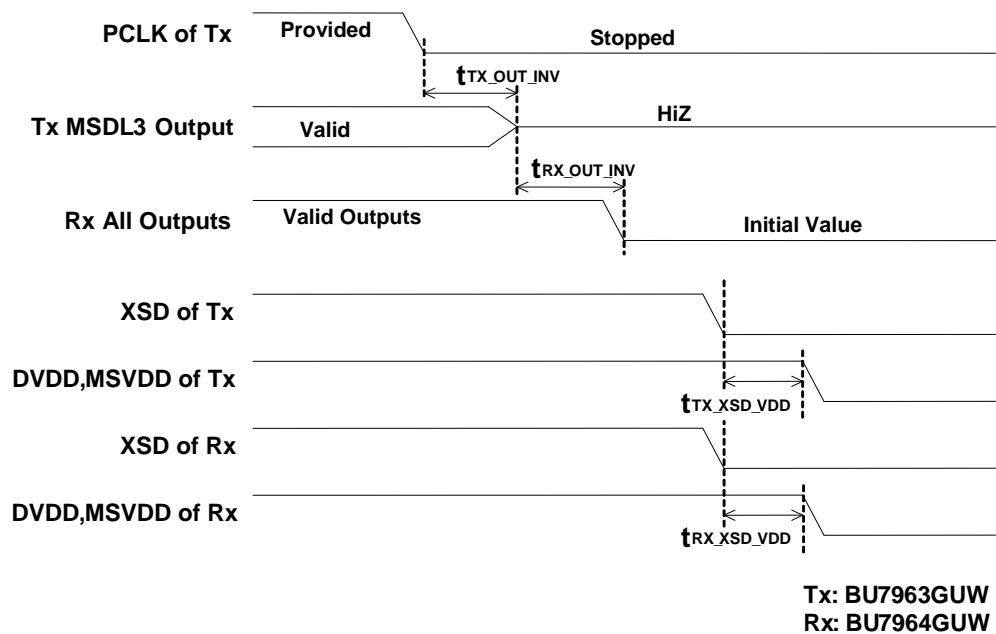 PCLK of Tx
Provided
Stopped
tTX_OUT_INV
Tx MSDL3 Output
Valid
HiZ
tRX_OUT_INV
Rx All Outputs
Valid Outputs
Initial Value
XSD of Tx
DVDD,MSVDD of Tx
tTX_XSD_VDD
XSD of Rx
DVDD,MSVDD of Rx
tRX_XSD_VDD
Tx: BU7963GUW
Rx: BU7964GUW